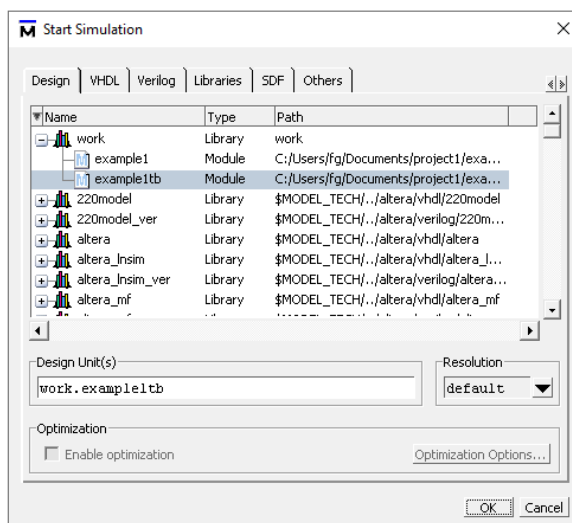 Start Simulation
Design VHDL Verilog Libraries SDF Others
Name Type Path
work Library work
example1 Module C:/Users/fg/Documents/project1/exa...
example1tb Module C:/Users/fg/Documents/project1/exa...
220model Library $MODEL_TECH/../altera/vhdl/220model
220model_ver Library $MODEL_TECH/../altera/verilog/220m...
altera Library $MODEL_TECH/../altera/vhdl/altera
altera_lnsim Library $MODEL_TECH/../altera/vhdl/altera_l...
altera_lnsim_ver Library $MODEL_TECH/../altera/verilog/altera...
altera_mf Library $MODEL_TECH/../altera/vhdl/altera_mf
Design Unit(s)
work.example1tb
Resolution
default
Optimization
Enable optimization
Optimization Options...
OK Cancel